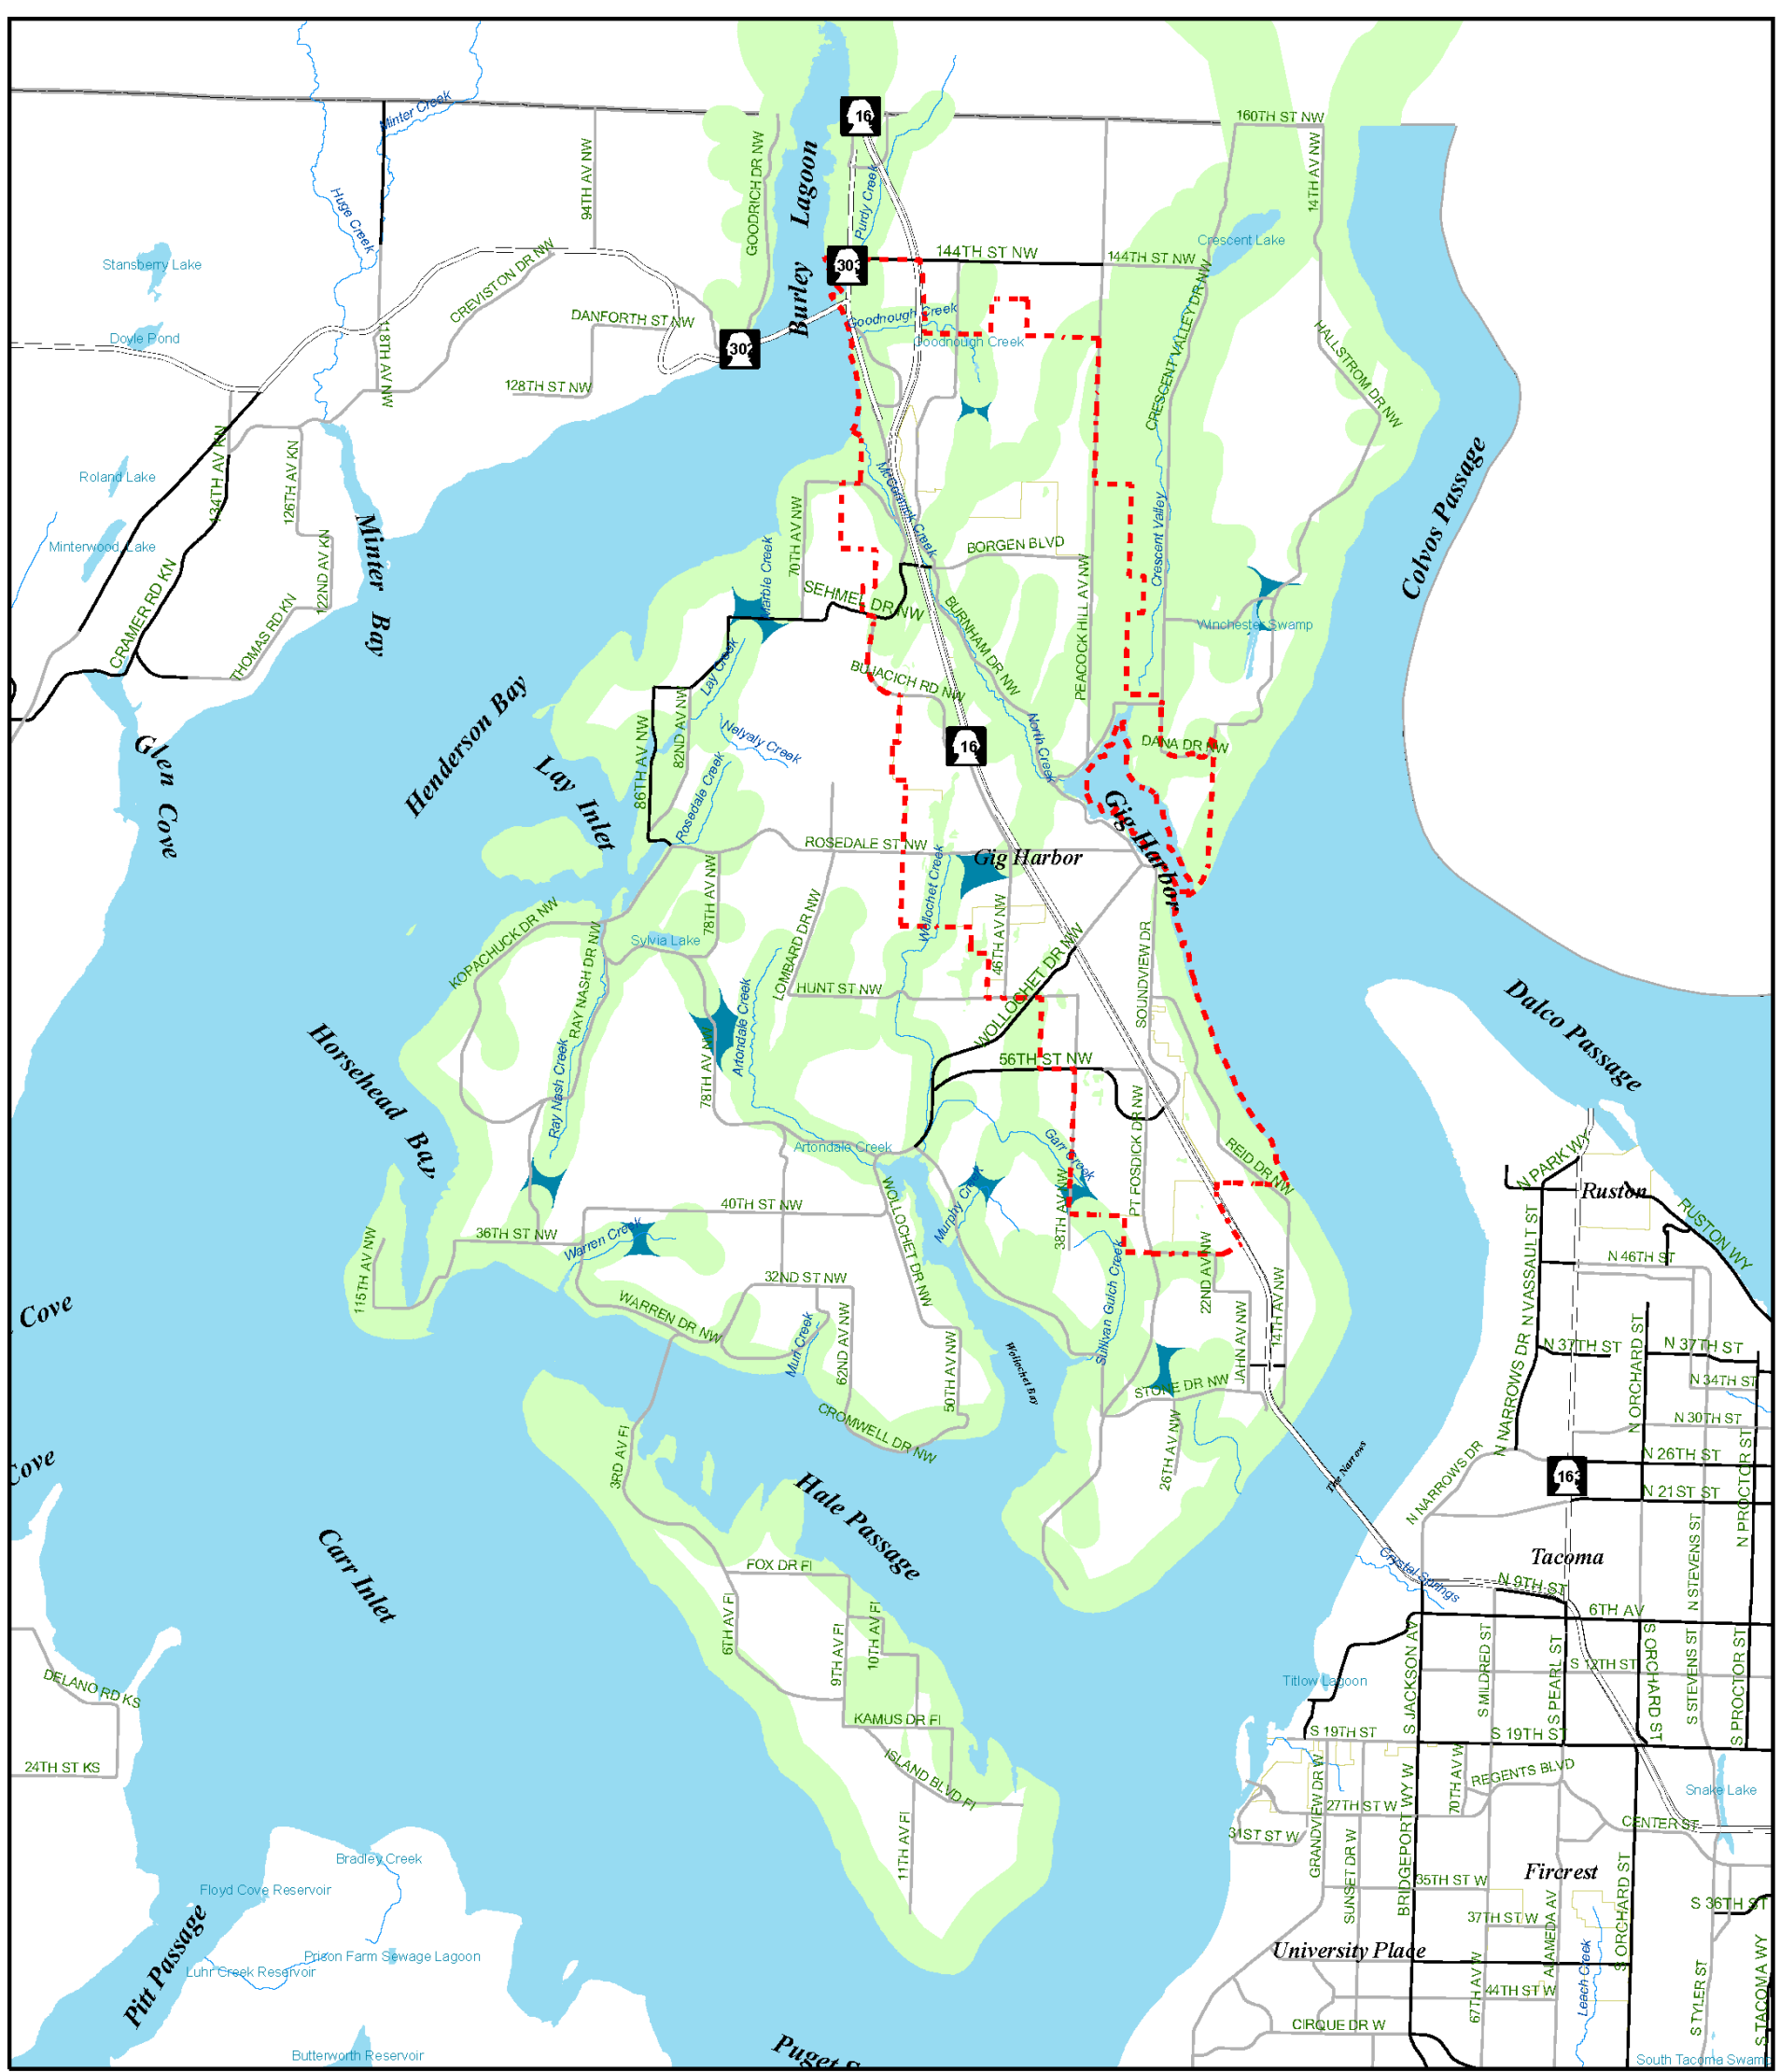 16
160TH ST NW
Minter Creek
94TH AV NW
GOODRICH DR NW
Burley Lagoon
Purdy Creek
14TH AV NW
Huge Creek
Stansberry Lake
CREVISTON DR NW
303
144TH ST NW
144TH ST NW
Crescent Lake
Doyle Pond
118TH AV NW
DANFORTH ST NW
302
Goodnough Creek
Goodnough Creek
CRESCENT VALLEY DR NW
HALLSTROM DR NW
128TH ST NW
Roland Lake
134TH AV KN
126TH AV KN
McCormick Creek
Colvos Passage
Minterwood Lake
Minter Bay
122ND AV KN
70TH AV NW
BORGEN BLVD
Crescent Valley
CRAMER RD KN
THOMAS RD KN
Marble Creek
SEHMEL DR NW
BURNHAM DR NW
PEACOCK HILL AV NW
Winchester Swamp
Lay Creek
BUJACICH RD NW
Henderson Bay
86TH AV NW
82ND AV NW
Nelyaly Creek
North Creek
16
DANA DR NW
Glen Cove
Lay Inlet
Rosedale Creek
ROSEDALE ST NW
Gig Harbor
Gig Harbor
KOPACHUCK DR NW
RAY NASH DR NW
78TH AV NW
Sylvia Lake
LOMBARD DR NW
Wollochet Creek
46TH AV NW
WOLLOCHET DR NW
SOUNDVIEW DR
HUNT ST NW
Artondale Creek
Dalco Passage
Horsehead Bay
Ray Nash Creek
78TH AV NW
56TH ST NW
PT FOSDICK DR NW
Artondale Creek
Garr Creek
REID DR NW
N PARK WY
Ruston
RUSTON WY
Murphy Creek
38TH AV NW
40TH ST NW
WOLLOCHET DR NW
36TH ST NW
Warren Creek
115TH AV NW
32ND ST NW
Sullivan Gulch Creek
22ND AV NW
14TH AV NW
N VASSAULT ST
N 46TH ST
Cove
WARREN DR NW
Muri Creek
62ND AV NW
50TH AV NW
Wollochet Bay
JAHN AV NW
STONE DR NW
26TH AV NW
N 37TH ST
N 37TH ST
N ORCHARD ST
N 34TH ST
N NARROWS DR
N 30TH ST
CROMWELL DR NW
3RD AV FI
Cove
The Narrows
N NARROWS DR
N 26TH ST
163
N 21ST ST
N PROCTOR ST
Hale Passage
Carr Inlet
FOX DR FI
Crystal Springs
Tacoma
N 9TH ST
N STEVENS ST
6TH AV
6TH AV FI
9TH AV FI
10TH AV FI
S JACKSON AV
S MILDRED ST
S PEARL ST
S 12TH ST
S ORCHARD ST
S STEVENS ST
S PROCTOR ST
DELANO RD KS
Titlow Lagoon
KAMUS DR FI
S 19TH ST
S 19TH ST
24TH ST KS
ISLAND BLVD FI
GRANDVIEW DR W
BRIDGEPORT WY W
70TH AV W
REGENTS BLVD
Snake Lake
27TH ST W
CENTER ST
31ST ST W
SUNSET DR W
11TH AV FI
Bradley Creek
Floyd Cove Reservoir
Fircrest
35TH ST W
S 36TH ST
37TH ST W
ALAMEDA AV
S ORCHARD ST
Pitt Passage
Prison Farm Sewage Lagoon
Luhr Creek Reservoir
University Place
67TH AV W
44TH ST W
Leach Creek
S TYLER ST
S TACOMA WY
CIRQUE DR W
Butterworth Reservoir
Puget S
South Tacoma Swamp